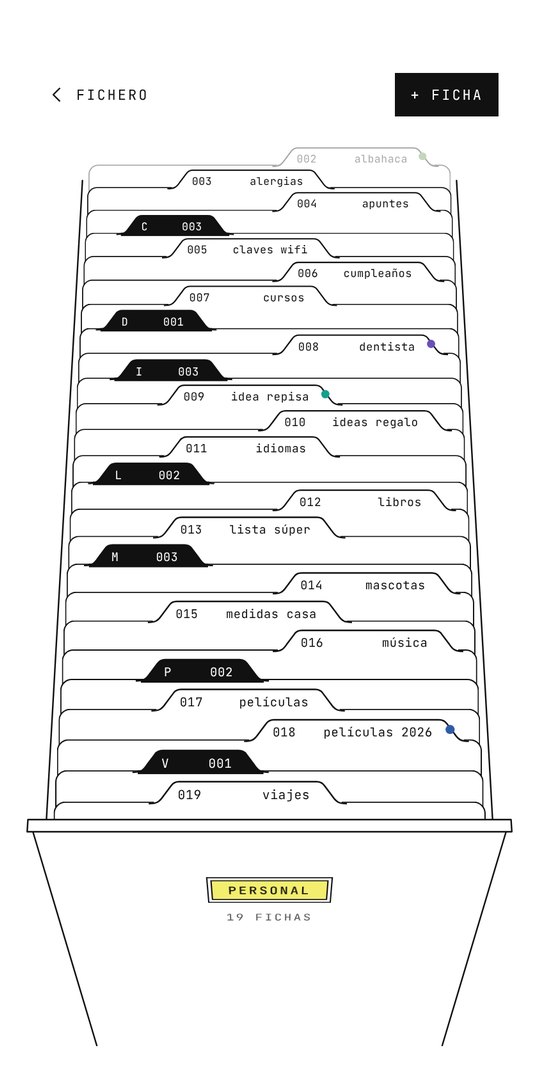 FICHERO
+ FICHA
002 albahaca
003 alergias
004 apuntes
C 003
005 claves wifi
006 cumpleaños
007 cursos
D 001
008 dentista
I 003
009 idea repisa
010 ideas regalo
011 idiomas
L 002
012 libros
013 lista súper
M 003
014 mascotas
015 medidas casa
016 música
P 002
017 películas
018 películas 2026
V 001
019 viajes
PERSONAL
19 FICHAS